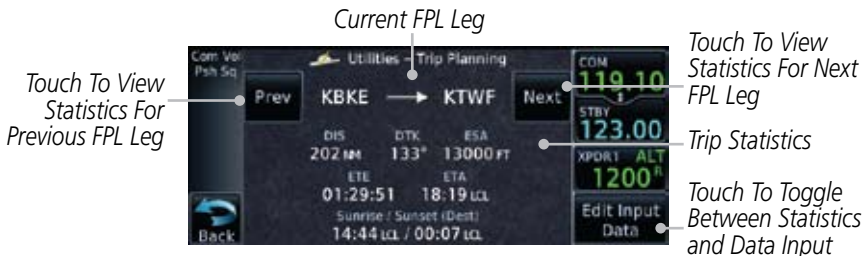 Current FPL Leg
Touch To View
Statistics For
Previous FPL Leg
Com Vol
Psh Sq
Utilities – Trip Planning
Prev
KBKE → KTWF
Next
DIS DTK ESA
202 NM 133° 13000 FT
ETE ETA
01:29:51 18:19 LCL
Sunrise / Sunset (Dest)
14:44 LCL / 00:07 LCL
Back
COM
119.10
STBY
123.00
XPDR1 ALT
1200 R
Edit Input
Data
Touch To View
Statistics For Next
FPL Leg
Trip Statistics
Touch To Toggle
Between Statistics
and Data Input